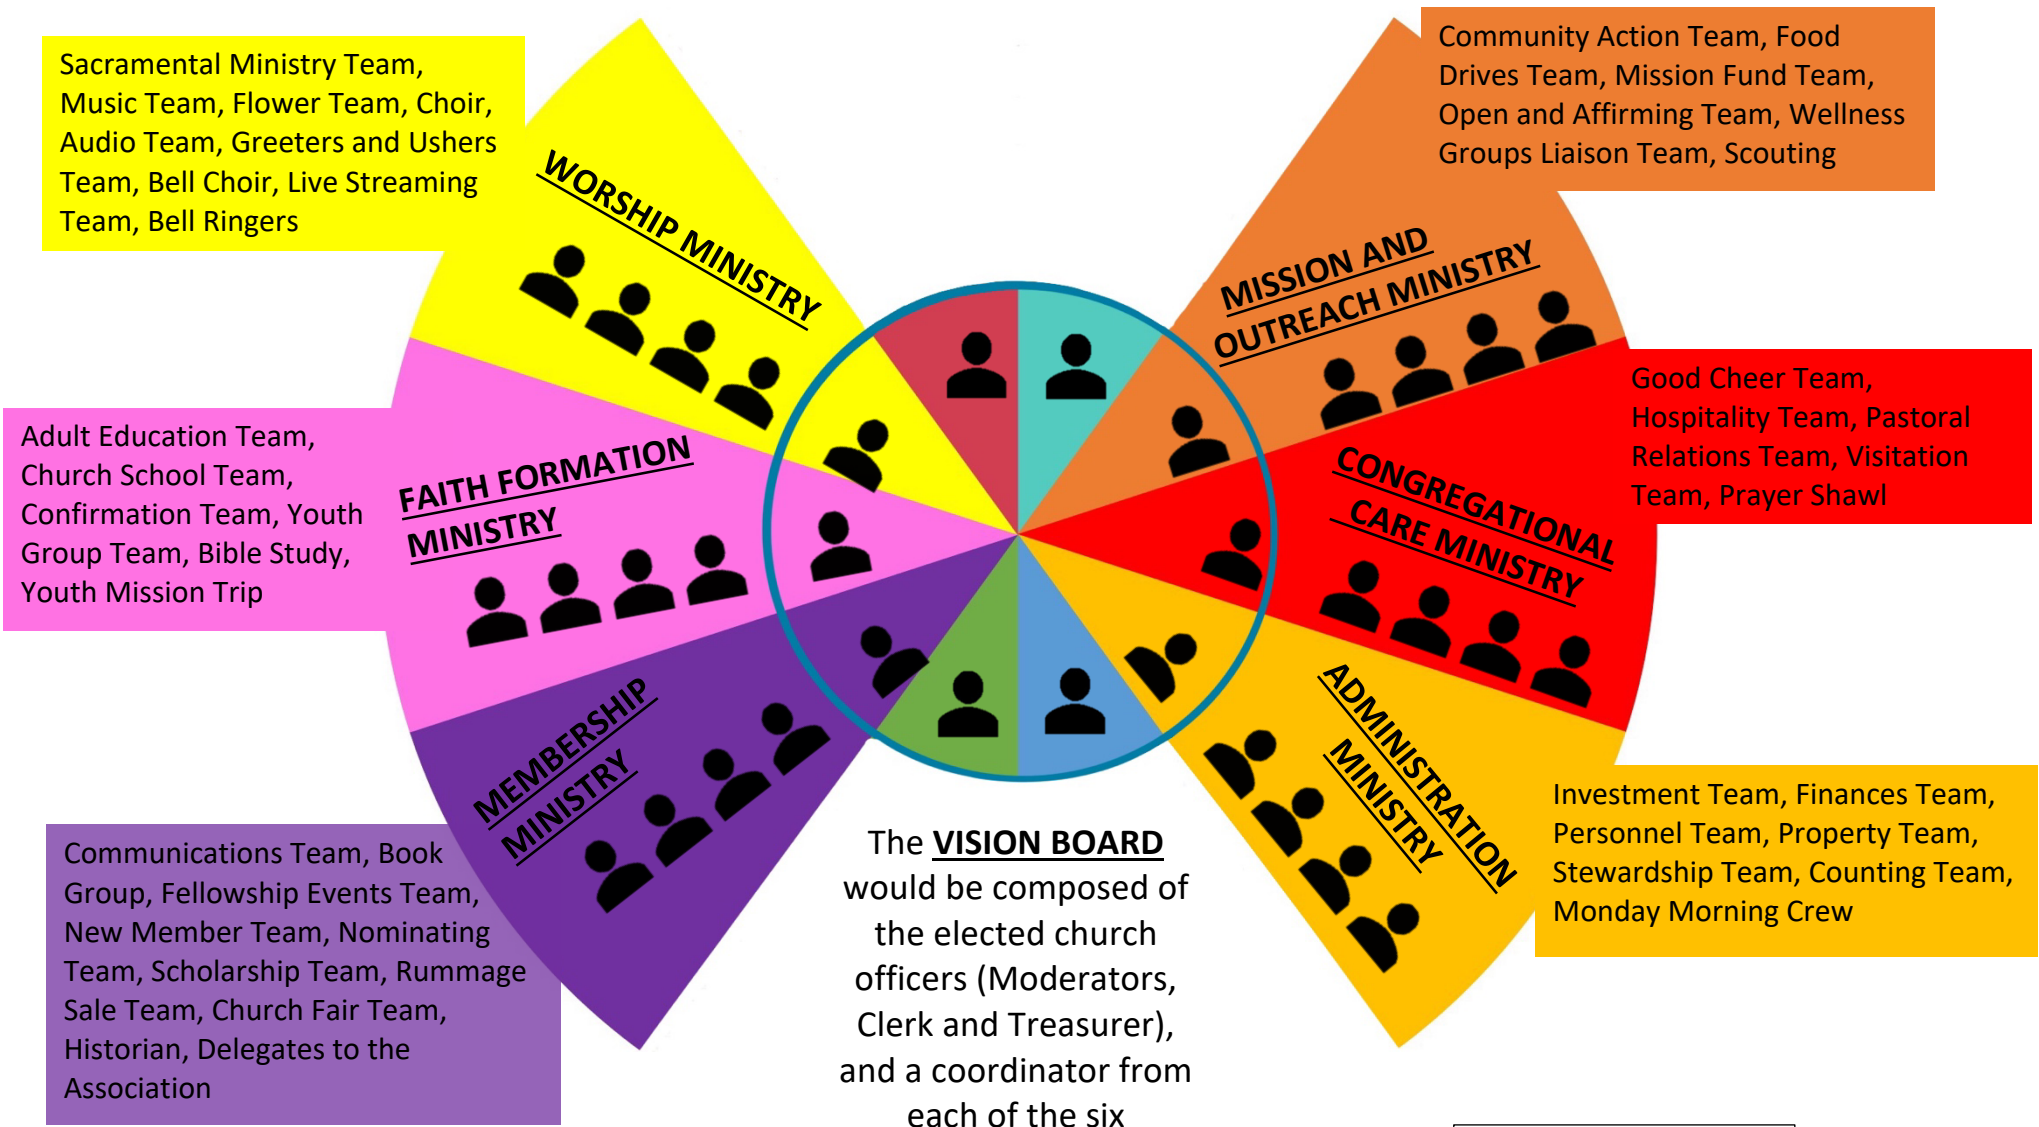 Sacramental Ministry Team,
Music Team, Flower Team, Choir,
Audio Team, Greeters and Ushers
Team, Bell Choir, Live Streaming
Team, Bell Ringers
WORSHIP MINISTRY
Community Action Team, Food
Drives Team, Mission Fund Team,
Open and Affirming Team, Wellness
Groups Liaison Team, Scouting
MISSION AND
OUTREACH MINISTRY
Adult Education Team,
Church School Team,
Confirmation Team, Youth
Group Team, Bible Study,
Youth Mission Trip
FAITH FORMATION
MINISTRY
Good Cheer Team,
Hospitality Team, Pastoral
Relations Team, Visitation
Team, Prayer Shawl
CONGREGATIONAL
CARE MINISTRY
Communications Team, Book
Group, Fellowship Events Team,
New Member Team, Nominating
Team, Scholarship Team, Rummage
Sale Team, Church Fair Team,
Historian, Delegates to the
Association
MEMBERSHIP
MINISTRY
ADMINISTRATION
MINISTRY
Investment Team, Finances Team,
Personnel Team, Property Team,
Stewardship Team, Counting Team,
Monday Morning Crew
The VISION BOARD
would be composed of
the elected church
officers (Moderators,
Clerk and Treasurer),
and a coordinator from
each of the six